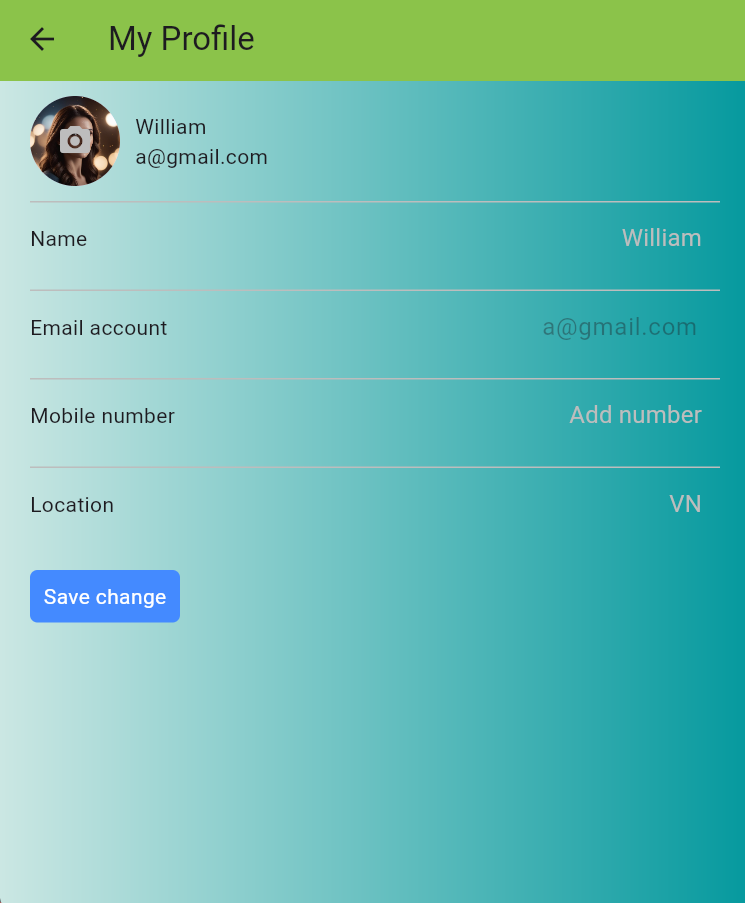 My Profile
William
a@gmail.com
Name William
Email account a@gmail.com
Mobile number Add number
Location VN
Save change